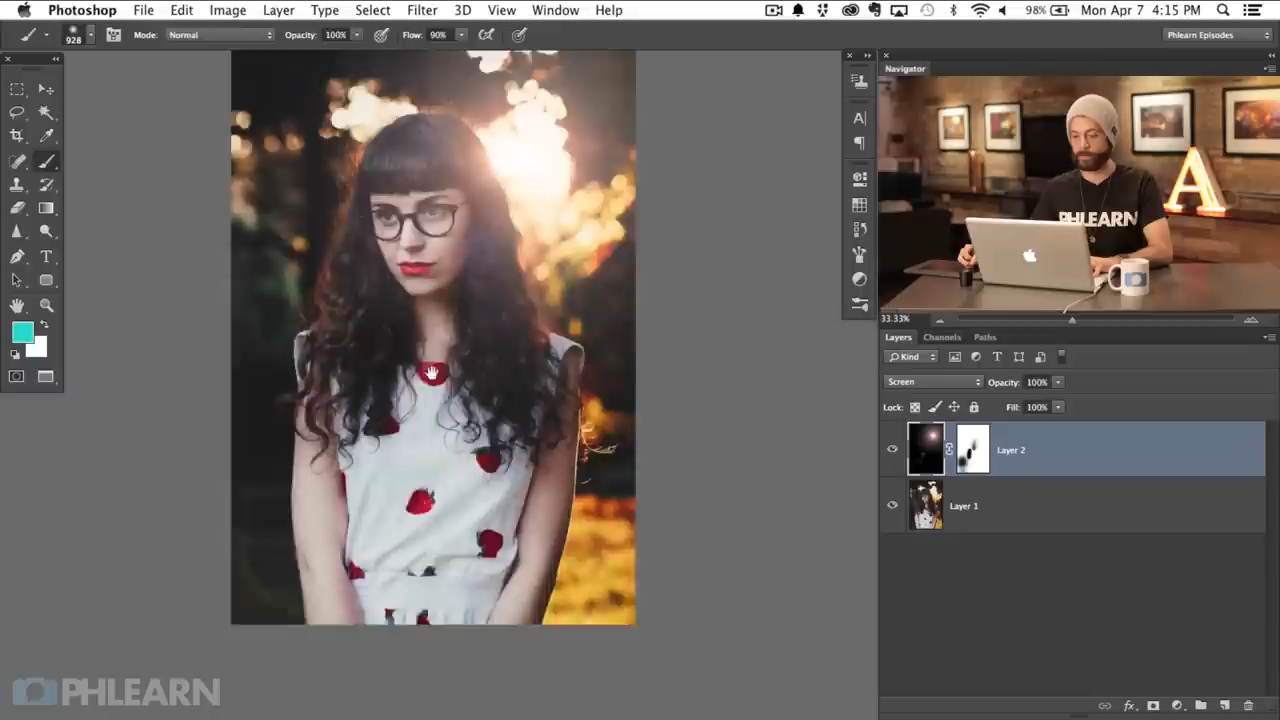 Photoshop File Edit Image Layer Type Select Filter 3D View Window Help 98% Mon Apr 7 4:15 PM
928 Mode: Normal Opacity: 100% Flow: 90% Phlearn Episodes
Navigator
A
PHLEARN
33.33%
Layers Channels Paths
Kind
Screen Opacity: 100%
Lock: Fill: 100%
Layer 2
Layer 1
PHLEARN